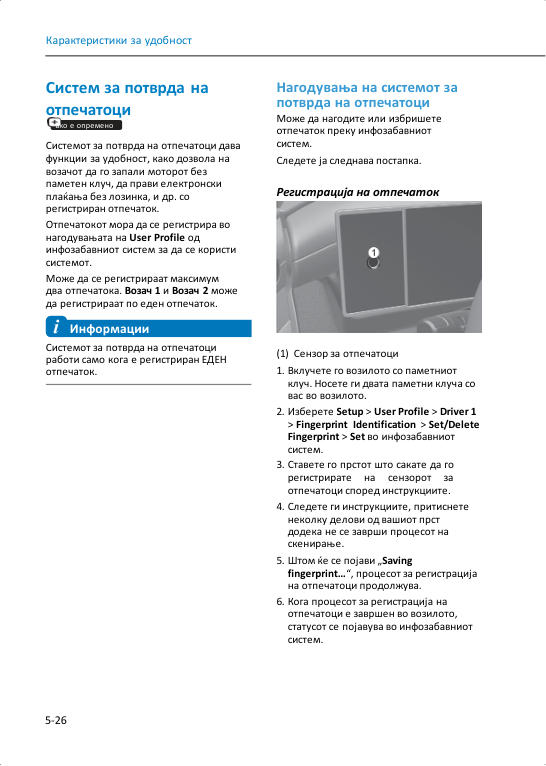 Карактеристики за удобност
Систем за потврда на
отпечатоци
ако е опремено
Системот за потврда на отпечатоци дава
функции за удобност, како дозвола на
возачот да го запали моторот без
паметен клуч, да прави електронски
плаќања без лозинка, и др. со
регистриран отпечаток.
Отпечатокот мора да се регистрира во
нагодувањата на User Profile од
инфозабавниот систем за да се користи
системот.
Може да се регистрираат максимум
два отпечатока. Возач 1 и Возач 2 може
да регистрираат по еден отпечаток.
i Информации
Системот за потврда на отпечатоци
работи само кога е регистриран ЕДЕН
отпечаток.
Нагодувања на системот за
потврда на отпечатоци
Може да нагодите или избришете
отпечаток преку инфозабавниот
систем.
Следете ја следнава постапка.
Регистрација на отпечаток
1
(1) Сензор за отпечатоци
1. Вклучете го возилото со паметниот
клуч. Носете ги двата паметни клуча со
вас во возилото.
2. Изберете Setup > User Profile > Driver 1
> Fingerprint Identification > Set/Delete
Fingerprint > Set во инфозабавниот
систем.
3. Ставете го прстот што сакате да го
регистрирате на сензорот за
отпечатоци според инструкциите.
4. Следете ги инструкциите, притиснете
неколку делови од вашиот прст
додека не се заврши процесот на
скенирање.
5. Штом ќе се појави „Saving
fingerprint…“, процесот за регистрација
на отпечатоци продолжува.
6. Кога процесот за регистрација на
отпечатоци е завршен во возилото,
статусот се појавува во инфозабавниот
систем.
5-26